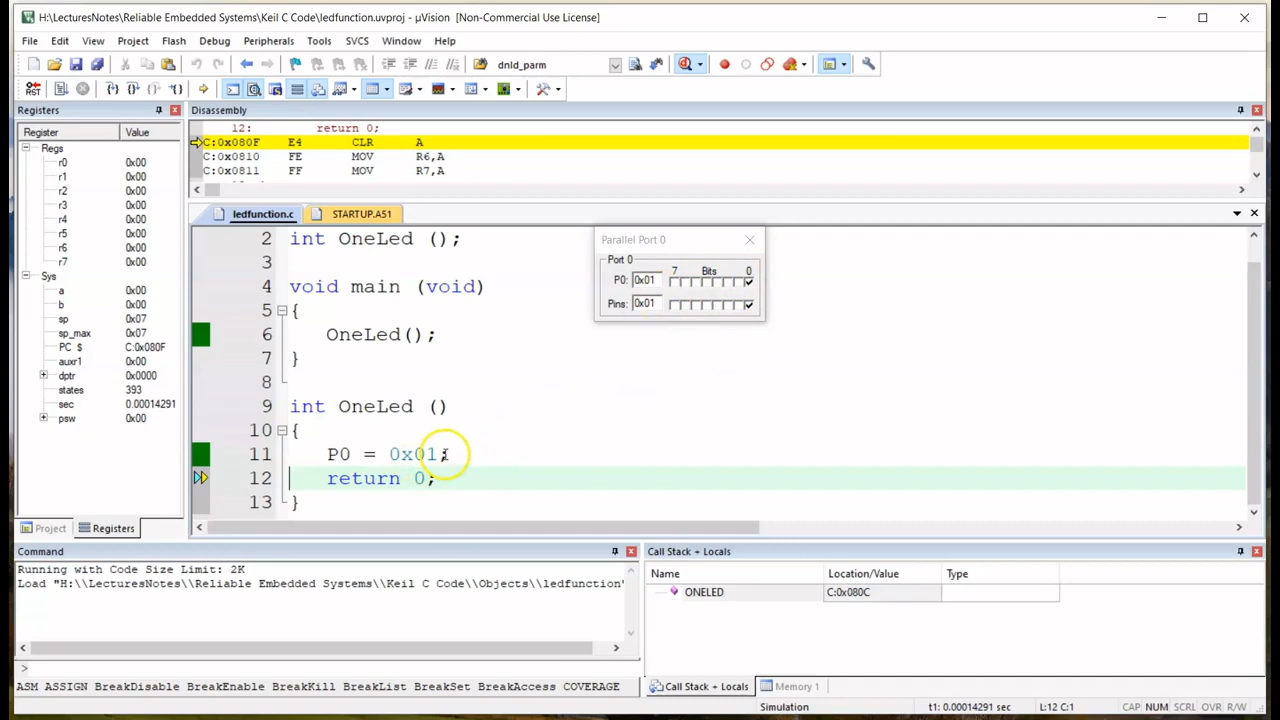 H:\LecturesNotes\Reliable Embedded Systems\Keil C Code\ledfunction.uvproj - µVision  [Non-Commercial Use License]
File Edit View Project Flash Debug Peripherals Tools SVCS Window Help
dnld_parm
Registers
Register Value
Regs
r0 0x00
r1 0x00
r2 0x00
r3 0x00
r4 0x00
r5 0x00
r6 0x00
r7 0x00
Sys
a 0x00
b 0x00
sp 0x07
sp_max 0x07
PC $ C:0x080F
auxr1 0x00
dptr 0x0000
states 393
sec 0.00014291
psw 0x00
Project Registers
Disassembly
12: return 0;
C:0x080F E4 CLR A
C:0x0810 FE MOV R6,A
C:0x0811 FF MOV R7,A
ledfunction.c STARTUP.A51
2 int OneLed ();
3
4 void main (void)
5 {
6 OneLed();
7 }
8
9 int OneLed ()
10 {
11 P0 = 0x01;
12 return 0;
13 }
Parallel Port 0
Port 0
7 Bits 0
P0: 0x01
Pins: 0x01
Command
Running with Code Size Limit: 2K
Load "H:\\LecturesNotes\\Reliable Embedded Systems\\Keil C Code\\Objects\\ledfunction"
>
ASM ASSIGN BreakDisable BreakEnable BreakKill BreakList BreakSet BreakAccess COVERAGE
Call Stack + Locals
Name Location/Value Type
ONELED C:0x080C
Call Stack + Locals Memory 1
Simulation t1: 0.00014291 sec L:12 C:1 CAP NUM SCRL OVR R/W